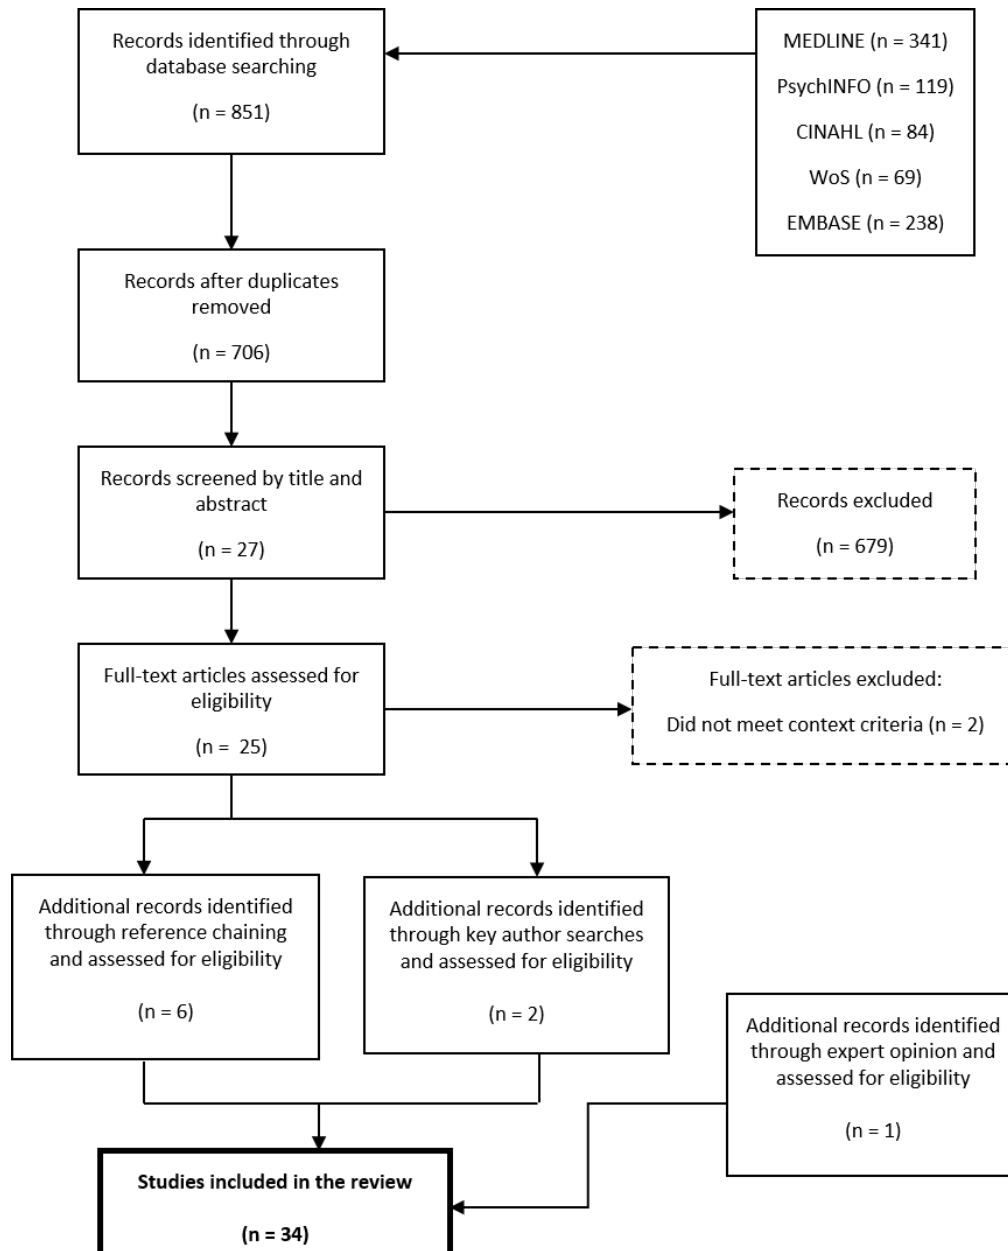 Records identified through
database searching
(n = 851)
MEDLINE (n = 341)
PsychINFO (n = 119)
CINAHL (n = 84)
WoS (n = 69)
EMBASE (n = 238)
Records after duplicates
removed
(n = 706)
Records screened by title and
abstract
(n = 27)
Records excluded
(n = 679)
Full-text articles assessed for
eligibility
(n =  25)
Full-text articles excluded:
Did not meet context criteria (n = 2)
Additional records identified
through reference chaining
and assessed for eligibility
(n = 6)
Additional records identified
through key author searches
and assessed for eligibility
(n = 2)
Additional records identified
through expert opinion and
assessed for eligibility
(n = 1)
Studies included in the review
(n = 34)